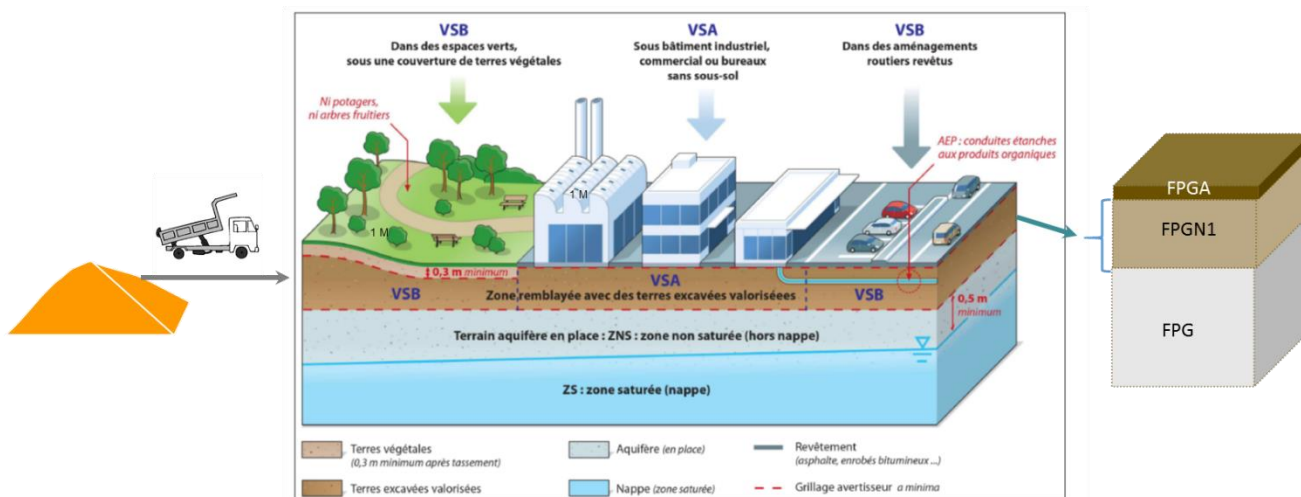 VSB
Dans des espaces verts,
sous une couverture de terres végétales
VSA
Sous bâtiment industriel,
commercial ou bureaux
sans sous-sol
VSB
Dans des aménagements
routiers revêtus
Ni potagers,
ni arbres fruitiers
AEP : conduites étanches
aux produits organiques
1 M
1 M
0,3 m minimum
VSB
VSA
Zone remblayée avec des terres excavées valoriséees
VSB
0,5 m
minimum
Terrain aquifère en place : ZNS : zone non saturée (hors nappe)
ZS : zone saturée (nappe)
Terres végétales
(0,3 m minimum après tassement)
Aquifère (en place)
Revêtement
(asphalte, enrobés bitumineux ...)
Terres excavées valorisées
Nappe (zone saturée)
Grillage avertisseur a minima
FPGA
FPGN1
FPG